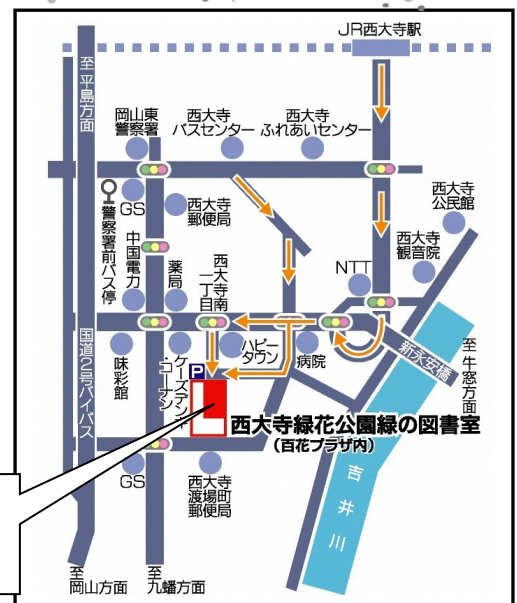 JR西大寺駅
至
平島方面
岡山東
警察署
西大寺
バスセンター
西大寺
ふれあいセンター
GS
警察署前バス停
西大寺
郵便局
西大寺
公民館
西大寺
観音院
中国電力
薬局
西大寺南
一丁目
NTT
国道2号バイパス
味彩館
ケーズデンキ
・コーナン
ハピー
タウン
病院
新永安橋
至
牛窓方面
P
西大寺緑花公園緑の図書室
(百花プラザ内)
GS
西大寺
渡場町
郵便局
吉井川
至
岡山方面
至
九蟠方面